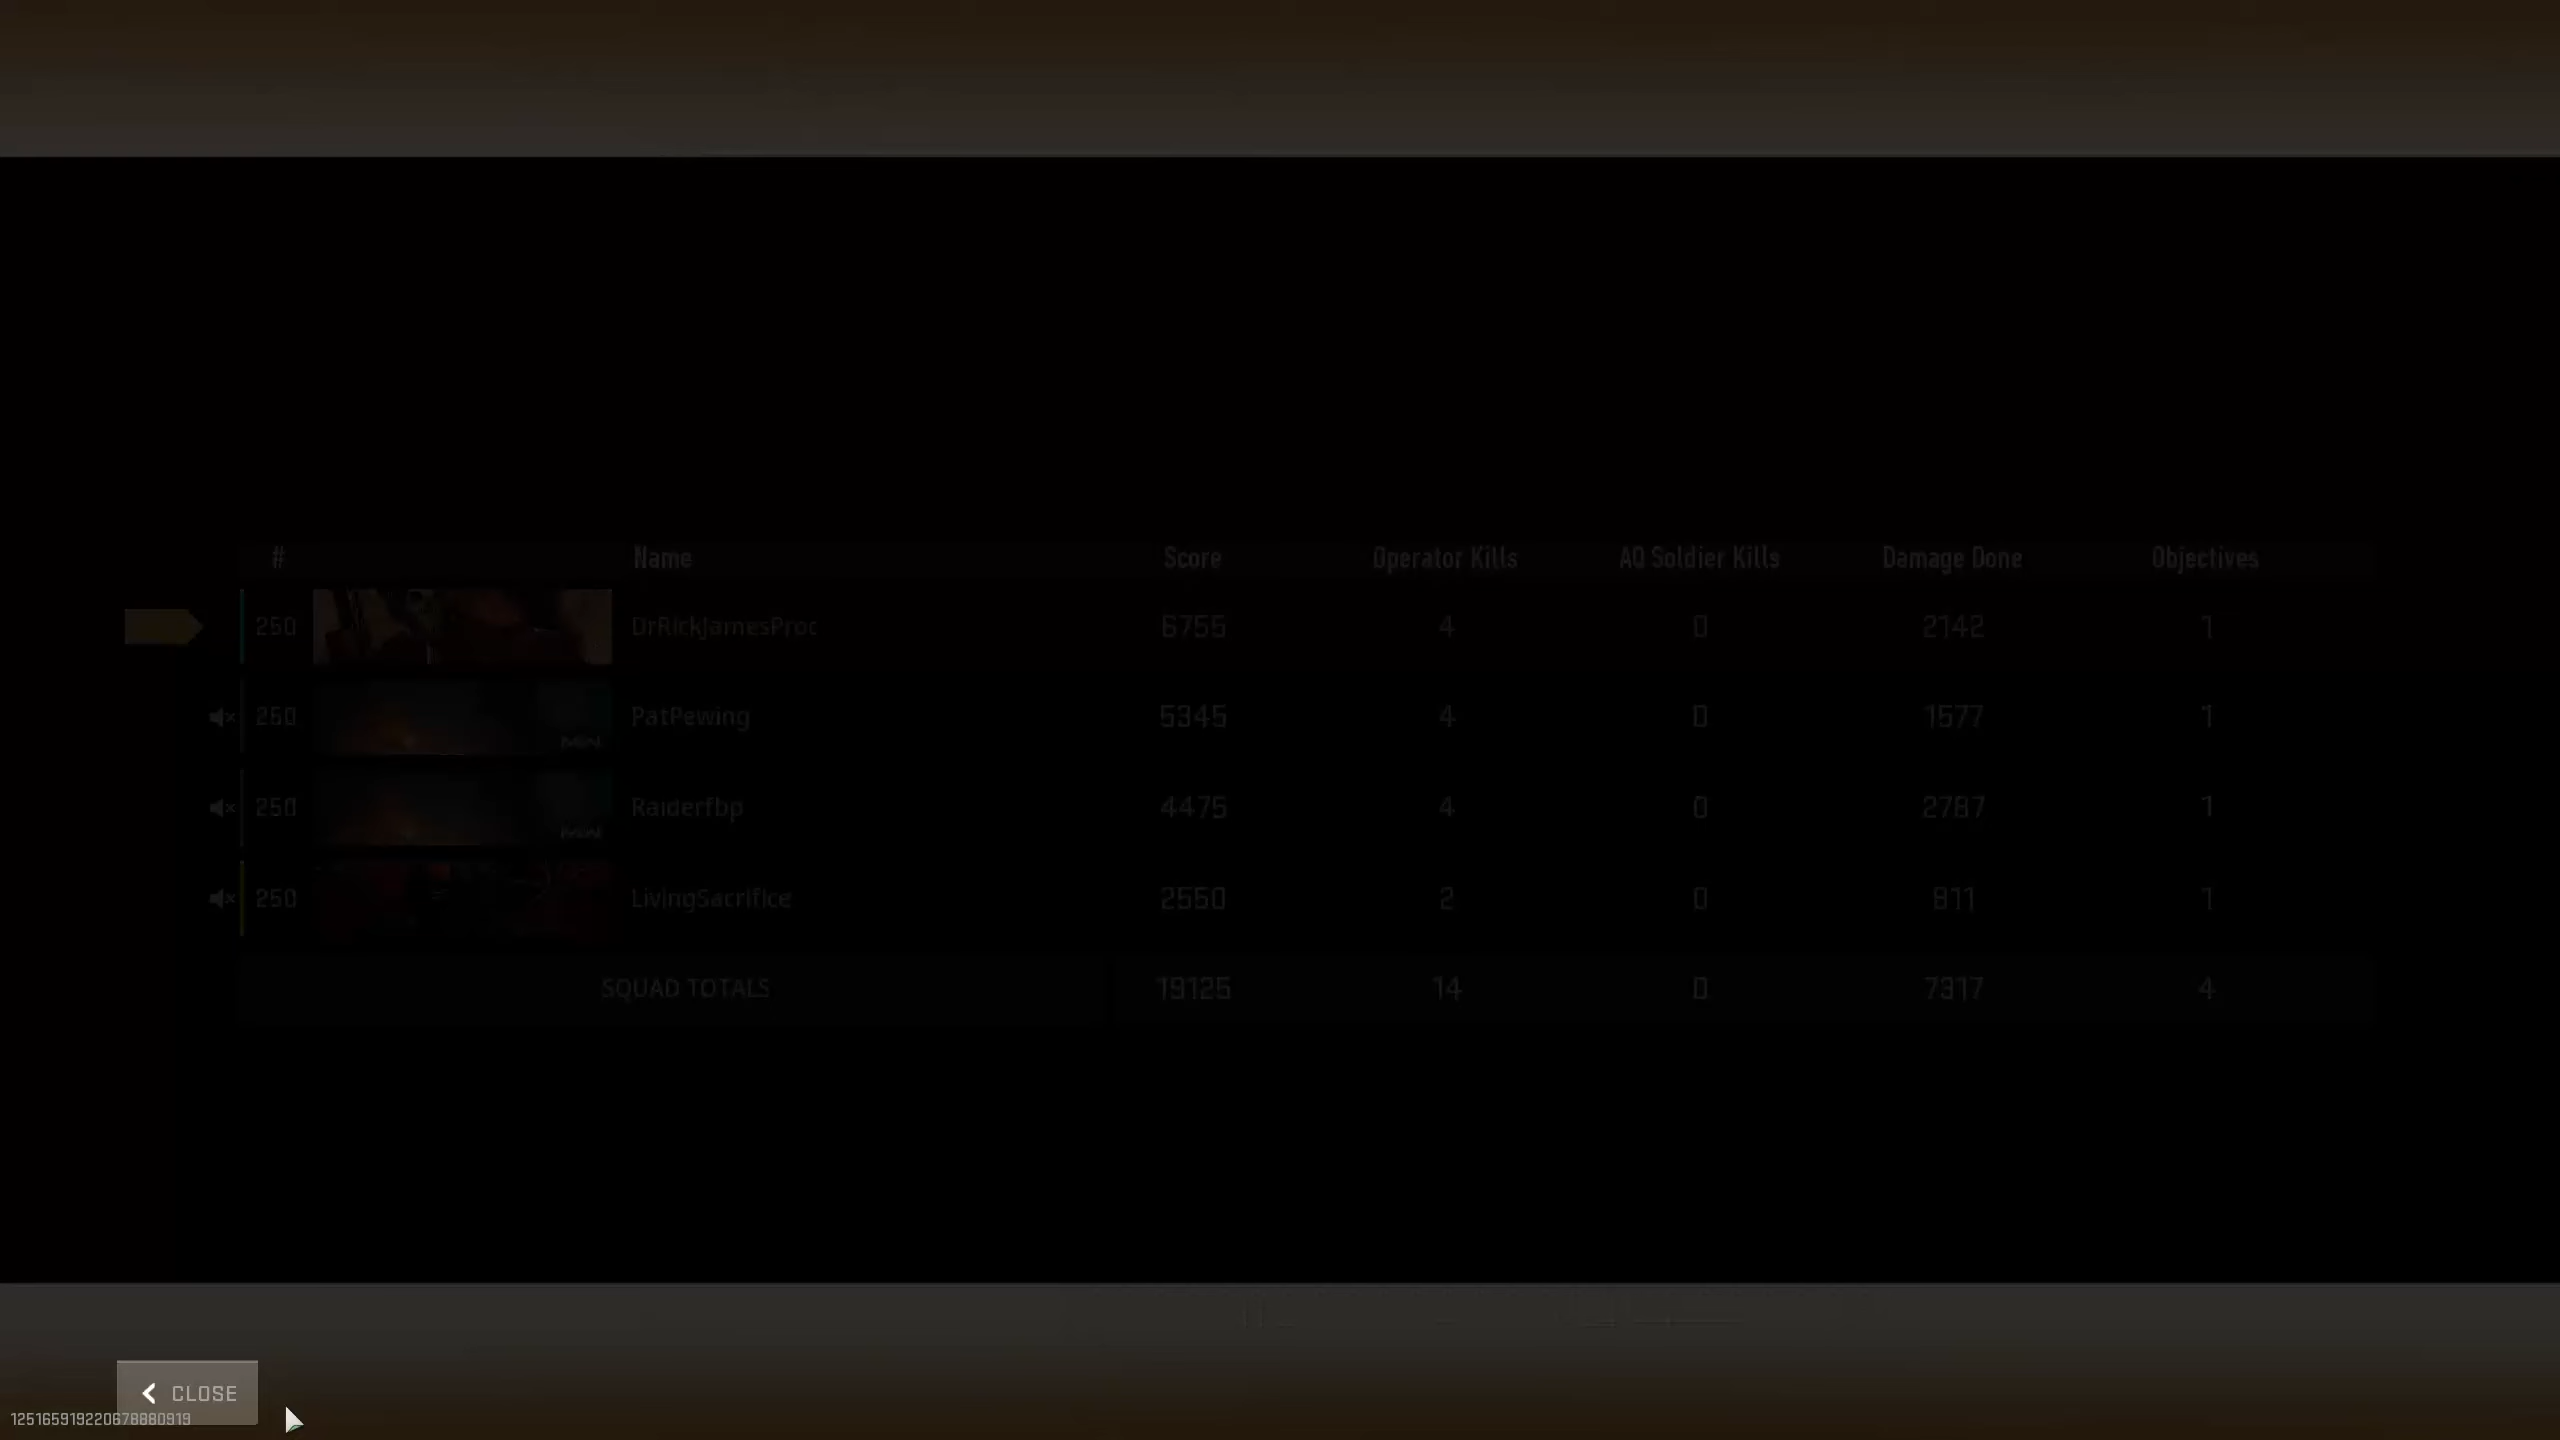 # Name Score Operator Kills AQ Soldier Kills Damage Done Objectives
250 DrRickJamesProc 6755 4 0 2142 1
250 PatPewing 5345 4 0 1577 1
250 Raiderfbp 4475 4 0 2787 1
250 LivingSacrifice 2550 2 0 811 1
SQUAD TOTALS 19125 14 0 7317 4
CLOSE
125165919220678880919